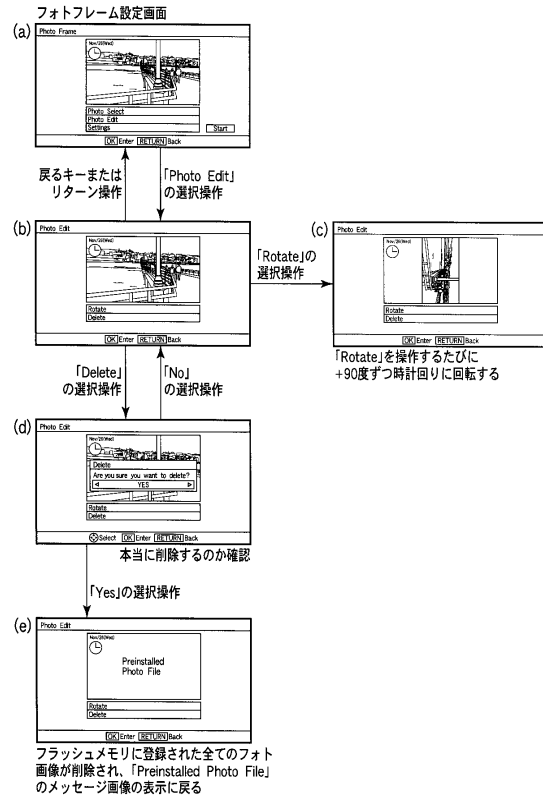 フォトフレーム設定画面
(a)
Photo Frame
Nov/28(Wed)
Photo Select
Photo Edit
Settings
Start
OK Enter RETURN Back
戻るキーまたは
リターン操作
「Photo Edit」
の選択操作
(b)
Photo Edit
Nov/28(Wed)
Rotate
Delete
OK Enter RETURN Back
「Rotate」の
選択操作
(c)
Photo Edit
Nov/28(Wed)
Rotate
Delete
OK Enter RETURN Back
「Rotate」を操作するたびに
+90度ずつ時計回りに回転する
「Delete」
の選択操作
「No」
の選択操作
(d)
Photo Edit
Nov/28(Wed)
Delete
Are you sure you want to delete?
YES
Rotate
Delete
Select OK Enter RETURN Back
本当に削除するのか確認
「Yes」の選択操作
(e)
Photo Edit
Nov/28(Wed)
Preinstalled
Photo File
Rotate
Delete
OK Enter RETURN Back
フラッシュメモリに登録された全てのフォト
画像が削除され、「Preinstalled Photo File」
のメッセージ画像の表示に戻る